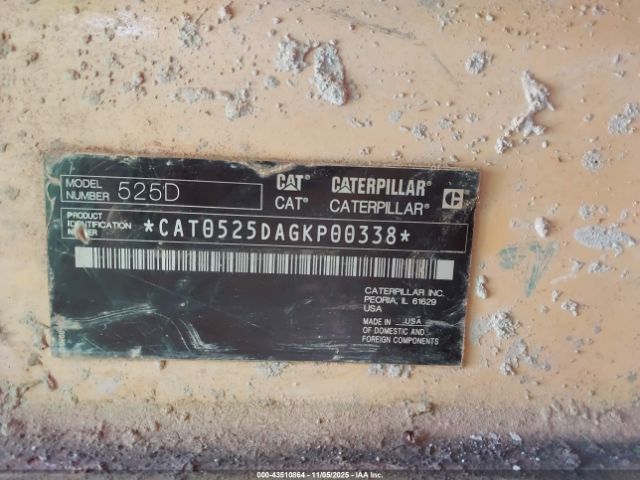 MODEL NUMBER 525D
CAT® CATERPILLAR®
CAT® CATERPILLAR®
PRODUCT IDENTIFICATION NUMBER
*CAT0525DAGKP00338*
CATERPILLAR INC.
PEORIA, IL 61629
USA
MADE IN USA
OF DOMESTIC AND
FOREIGN COMPONENTS
000-43510864 - 11/05/2025 - IAA Inc.